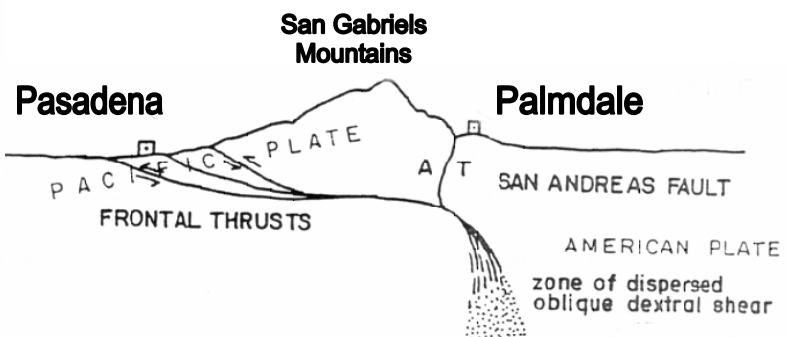 San Gabriels
Mountains
Pasadena
Palmdale
PACIFIC PLATE
A T
SAN ANDREAS FAULT
FRONTAL THRUSTS
AMERICAN PLATE
zone of dispersed
oblique dextral shear